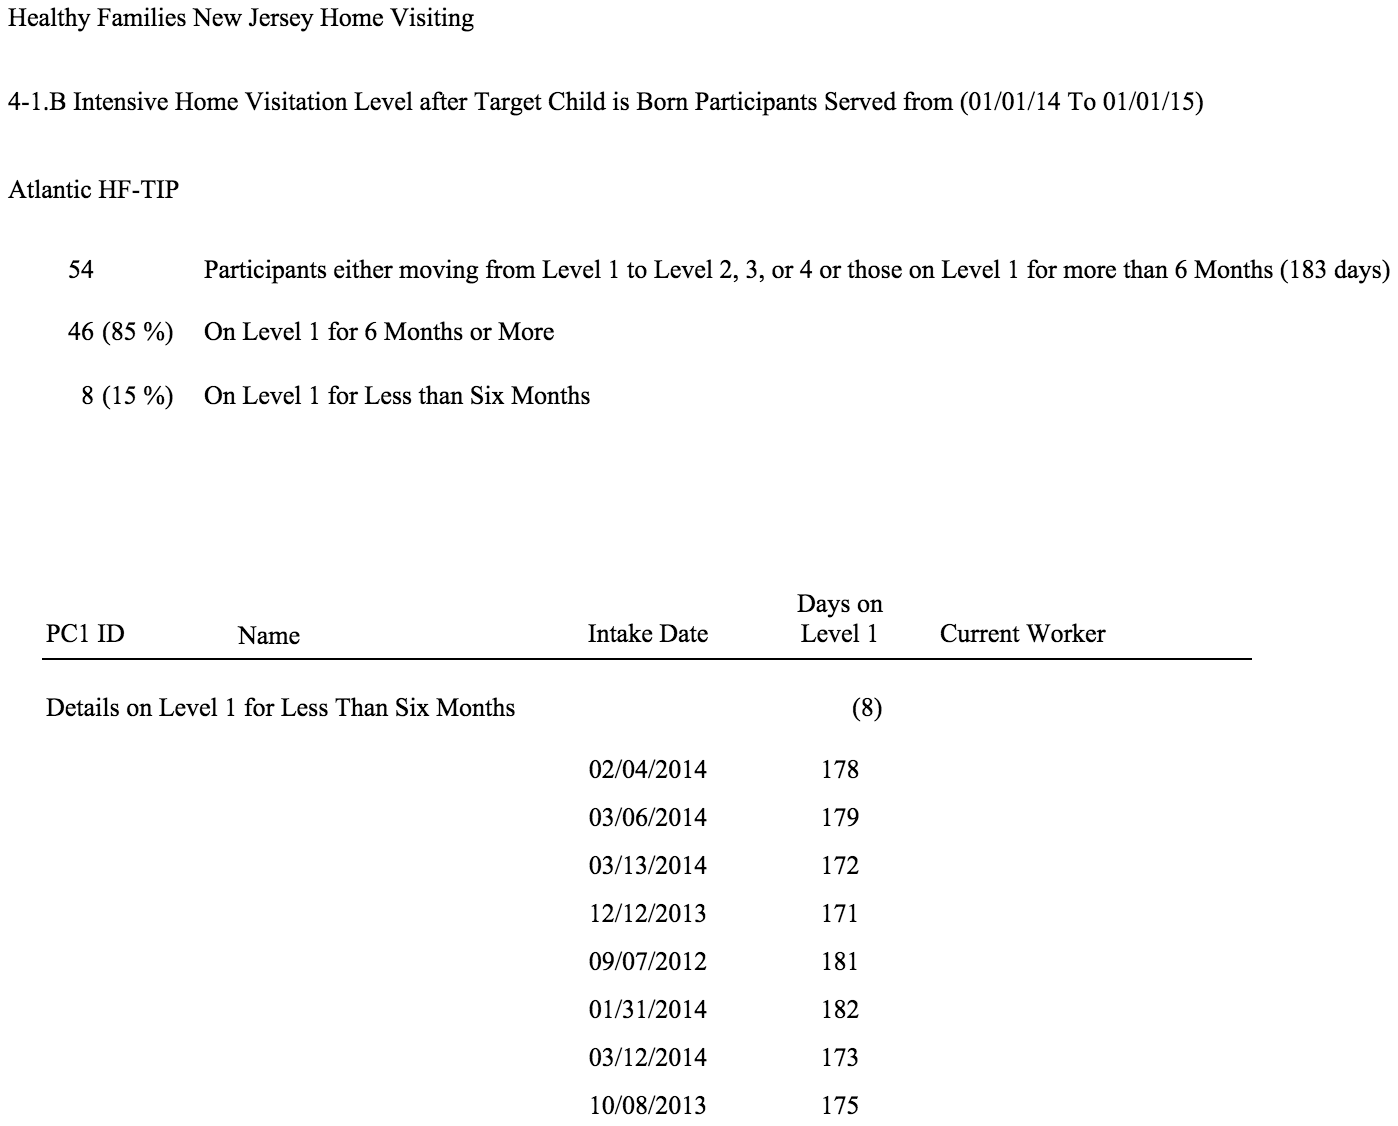 Healthy Families New Jersey Home Visiting
4-1.B Intensive Home Visitation Level after Target Child is Born Participants Served from (01/01/14 To 01/01/15)
Atlantic HF-TIP
54 Participants either moving from Level 1 to Level 2, 3, or 4 or those on Level 1 for more than 6 Months (183 days)
46 (85 %) On Level 1 for 6 Months or More
8 (15 %) On Level 1 for Less than Six Months
Days on
PC1 ID Name Intake Date Level 1 Current Worker
Details on Level 1 for Less Than Six Months (8)
02/04/2014 178
03/06/2014 179
03/13/2014 172
12/12/2013 171
09/07/2012 181
01/31/2014 182
03/12/2014 173
10/08/2013 175